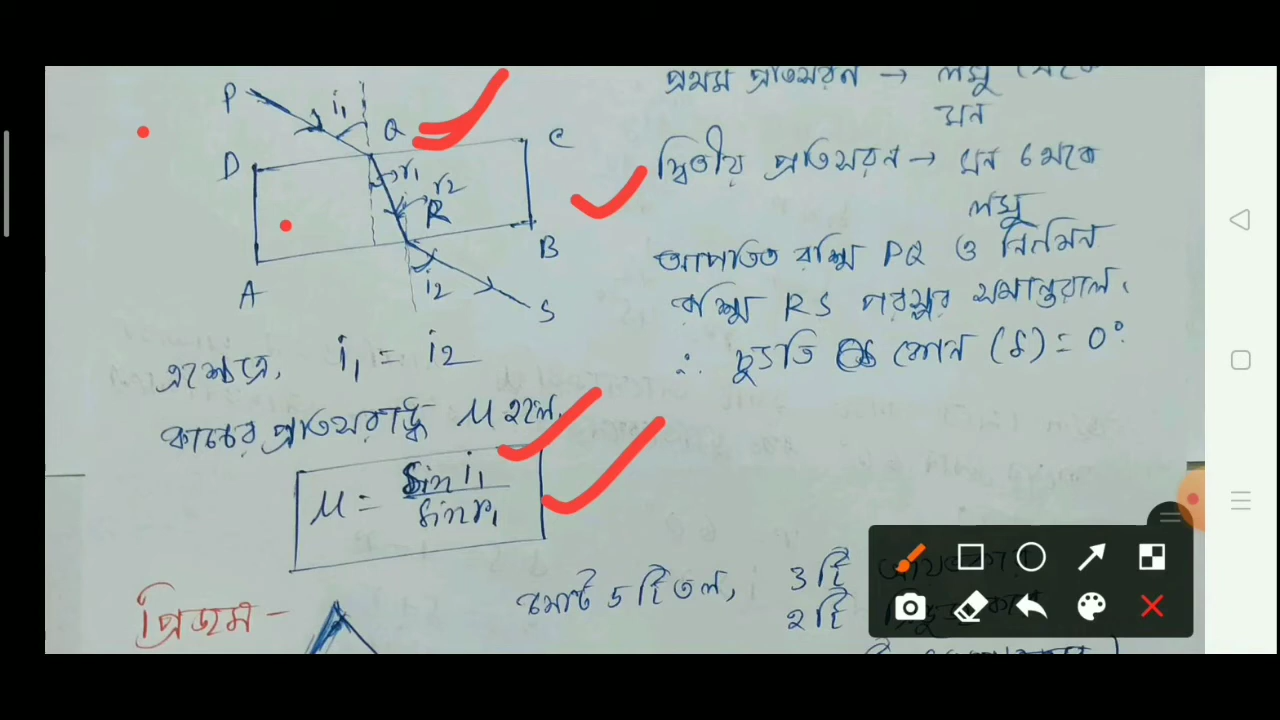 P
i₁
Q
C
D
r₁
r₂
R
B
A
i₂
S
প্রথম প্রতিসরণ → লঘু থেকে
ঘন
দ্বিতীয় প্রতিসরণ → ঘন থেকে
লঘু
আপতিত রশ্মি PQ ও নির্গমন
রশ্মি RS পরস্পর সমান্তরাল।
∴ চ্যুতি কোন (δ) = 0°
এক্ষেত্রে, i₁ = i₂
কাচের প্রতিসরাঙ্ক μ হলে,
μ = sin i₁ / sin r₁
প্রিজম -
মোট 5 টি তল, 3 টি
2 টি